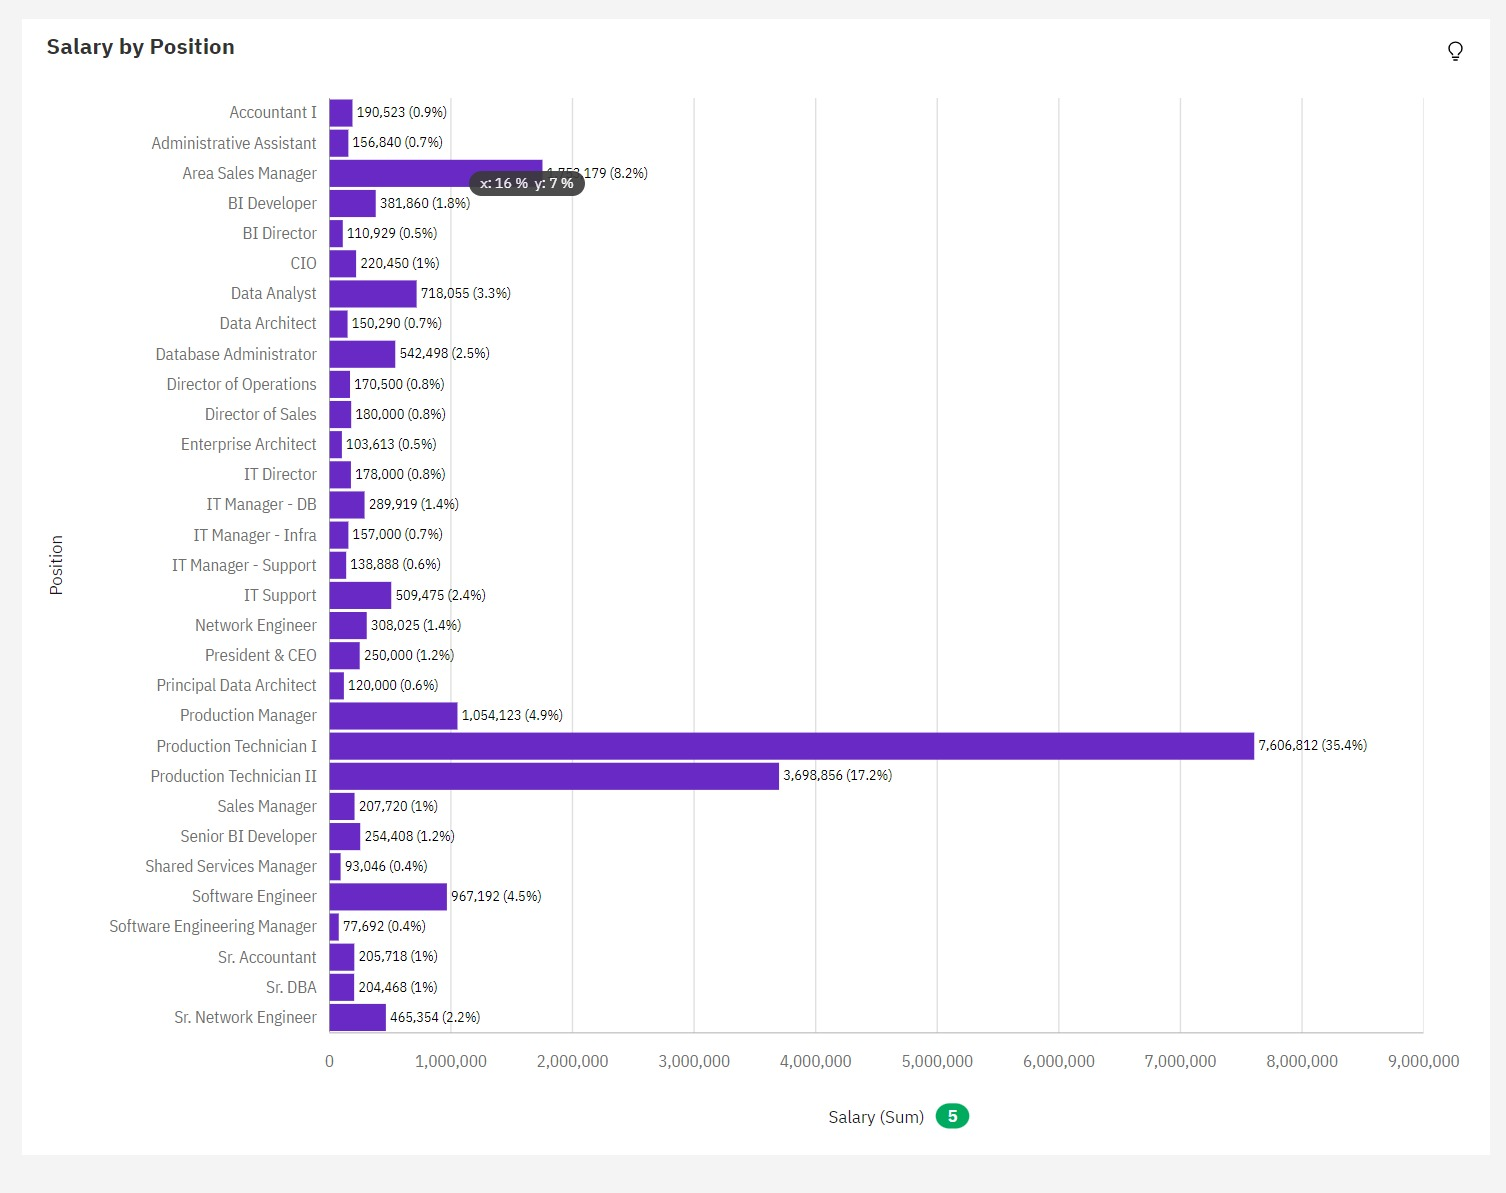 Salary by Position
Accountant I 190,523 (0.9%)
Administrative Assistant 156,840 (0.7%)
Area Sales Manager 179 (8.2%)
x: 16 % y: 7 %
BI Developer 381,860 (1.8%)
BI Director 110,929 (0.5%)
CIO 220,450 (1%)
Data Analyst 718,055 (3.3%)
Data Architect 150,290 (0.7%)
Database Administrator 542,498 (2.5%)
Director of Operations 170,500 (0.8%)
Director of Sales 180,000 (0.8%)
Enterprise Architect 103,613 (0.5%)
IT Director 178,000 (0.8%)
IT Manager - DB 289,919 (1.4%)
IT Manager - Infra 157,000 (0.7%)
IT Manager - Support 138,888 (0.6%)
IT Support 509,475 (2.4%)
Network Engineer 308,025 (1.4%)
President & CEO 250,000 (1.2%)
Principal Data Architect 120,000 (0.6%)
Production Manager 1,054,123 (4.9%)
Production Technician I 7,606,812 (35.4%)
Production Technician II 3,698,856 (17.2%)
Sales Manager 207,720 (1%)
Senior BI Developer 254,408 (1.2%)
Shared Services Manager 93,046 (0.4%)
Software Engineer 967,192 (4.5%)
Software Engineering Manager 77,692 (0.4%)
Sr. Accountant 205,718 (1%)
Sr. DBA 204,468 (1%)
Sr. Network Engineer 465,354 (2.2%)
Position
0 1,000,000 2,000,000 3,000,000 4,000,000 5,000,000 6,000,000 7,000,000 8,000,000 9,000,000
Salary (Sum) 5